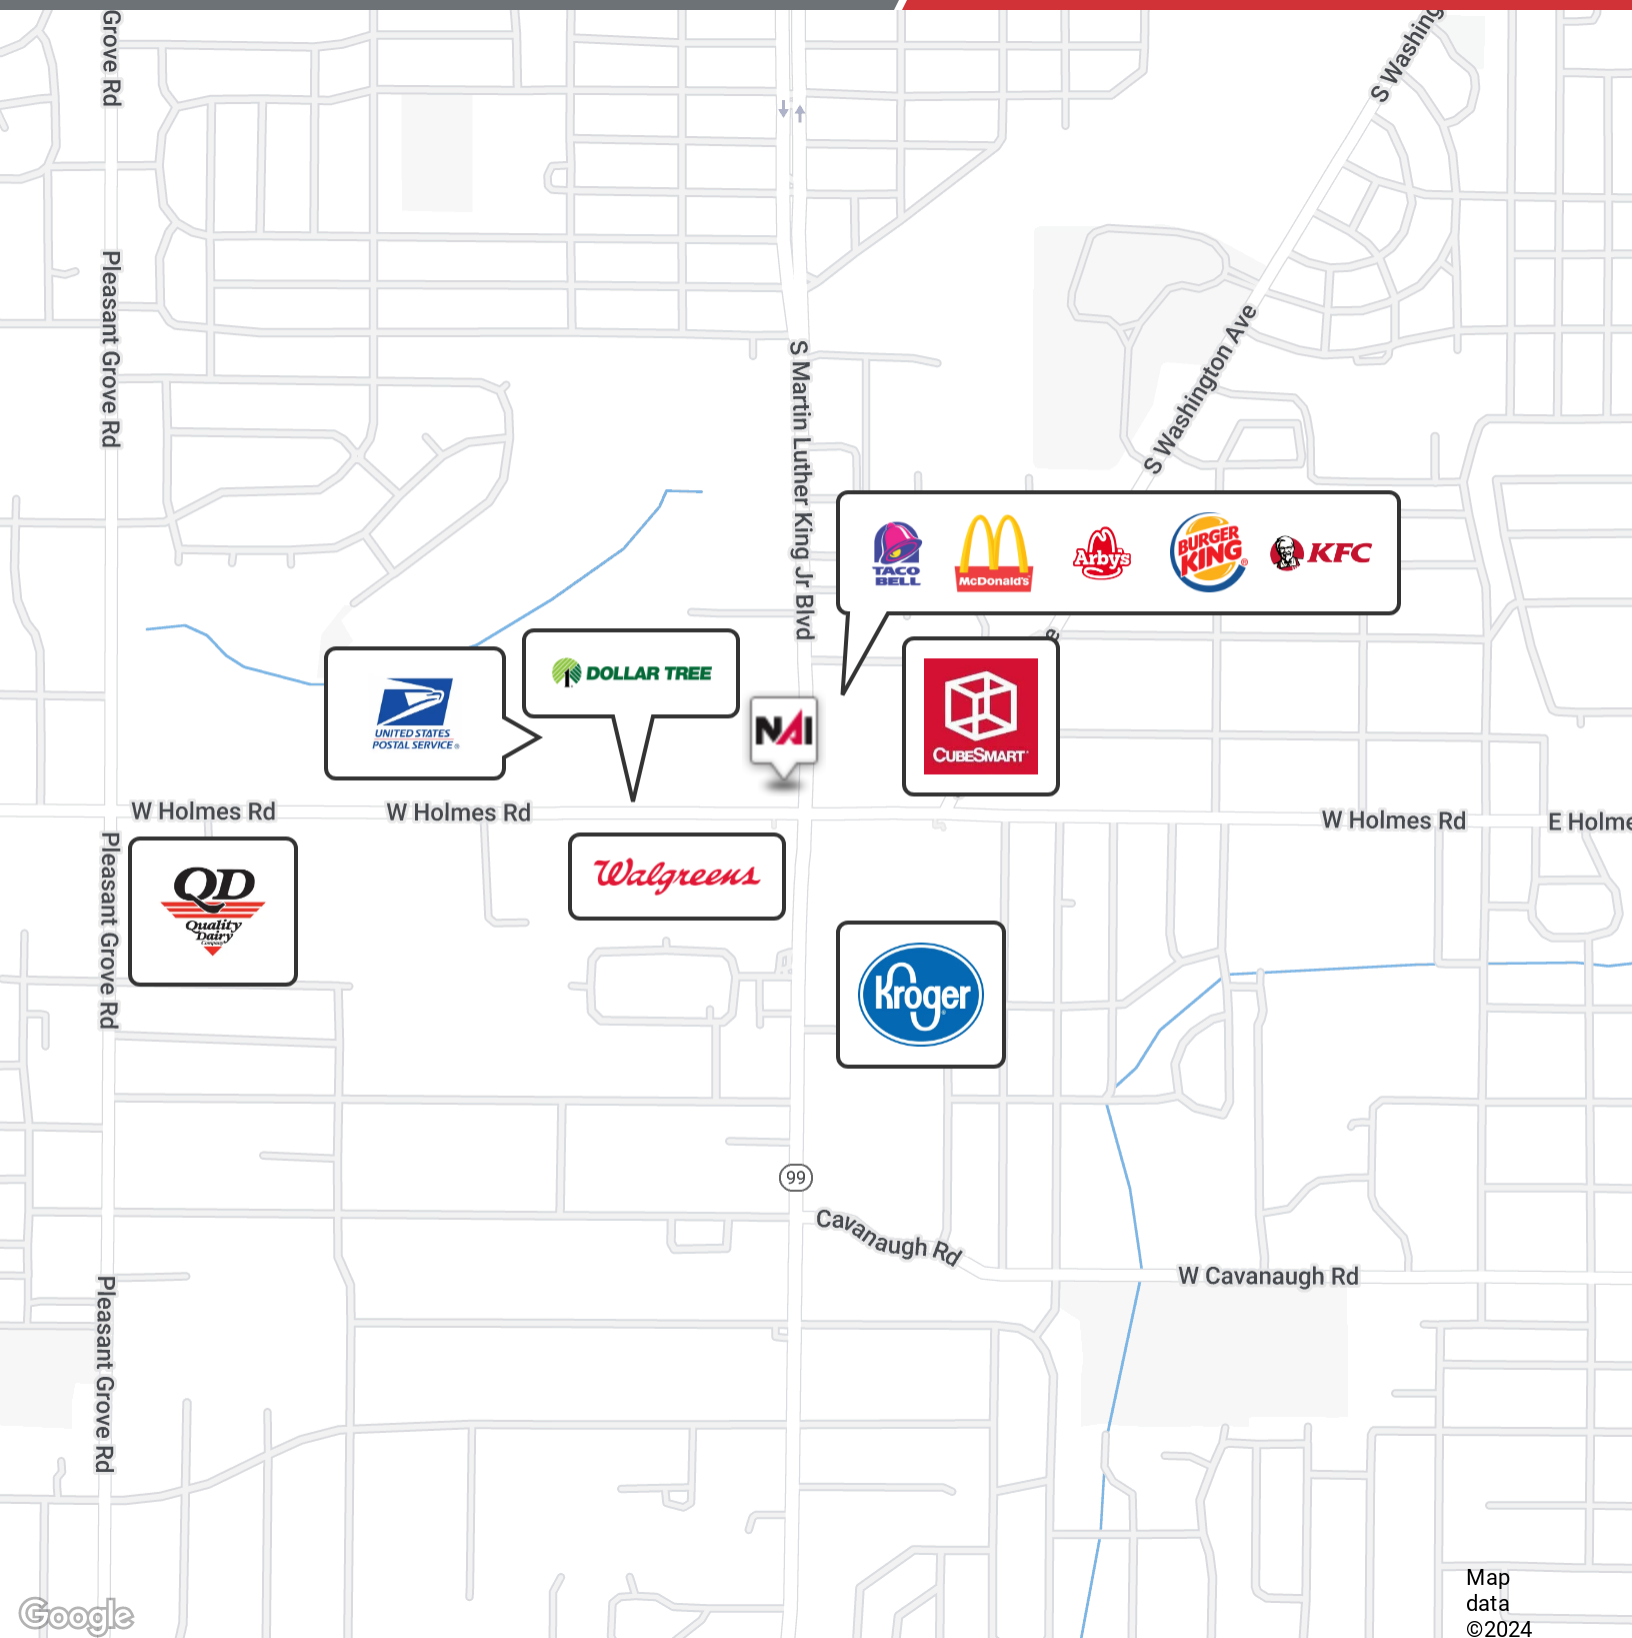 Grove Rd
S Washing
Pleasant Grove Rd
S Washington Ave
S Martin Luther King Jr Blvd
TACO
BELL
McDonald's
Arby's
BURGER
KING®
KFC
e
DOLLAR TREE
1
UNITED STATES
POSTAL SERVICE®
NAI
CUBESMART
W Holmes Rd
W Holmes Rd
W Holmes Rd
E Holme
Pleasant Grove Rd
QD
Quality
Dairy
Company
Walgreens
Kroger
99
Cavanaugh Rd
W Cavanaugh Rd
Pleasant Grove Rd
Google
Map
data
©2024